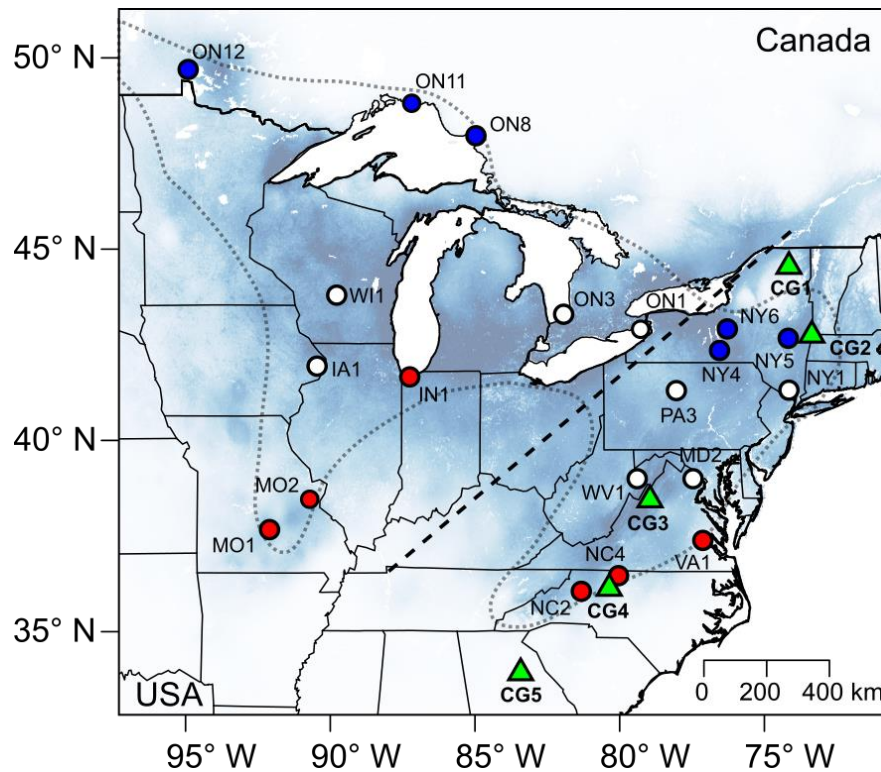 50° N
45° N
40° N
35° N
Canada
ON12
ON11
ON8
CG1
WI1
ON3
ON1
NY6
CG2
NY5
NY4
IA1
IN1
NY1
PA3
MD2
MO2
WV1
MO1
CG3
VA1
NC4
NC2
CG4
CG5
USA
0 200 400 km
95° W 90° W 85° W 80° W 75° W